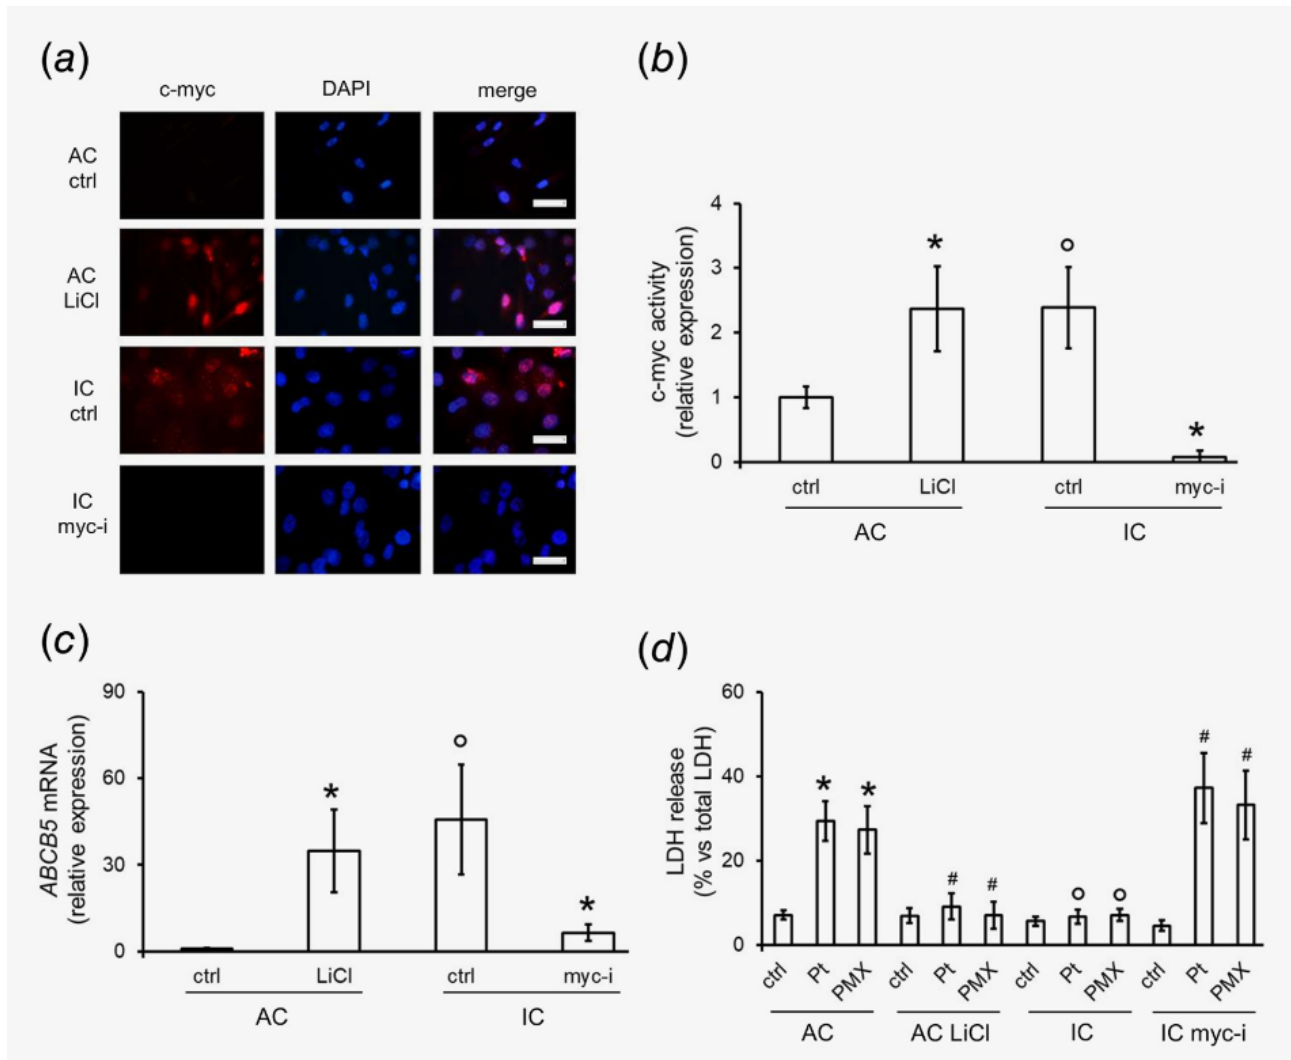 (a)
c-myc DAPI merge
AC
ctrl
AC
LiCl
IC
ctrl
IC
myc-i
(b)
c-myc activity
(relative expression)
4
3
2
1
0
* ○ *
ctrl LiCl ctrl myc-i
AC IC
(c)
ABCB5 mRNA
(relative expression)
90
60
30
0
* ○ *
ctrl LiCl ctrl myc-i
AC IC
(d)
LDH release
(% vs total LDH)
60
40
20
0
* * # # ○ ○ # #
ctrl Pt PMX ctrl Pt PMX ctrl Pt PMX ctrl Pt PMX
AC AC LiCl IC IC myc-i